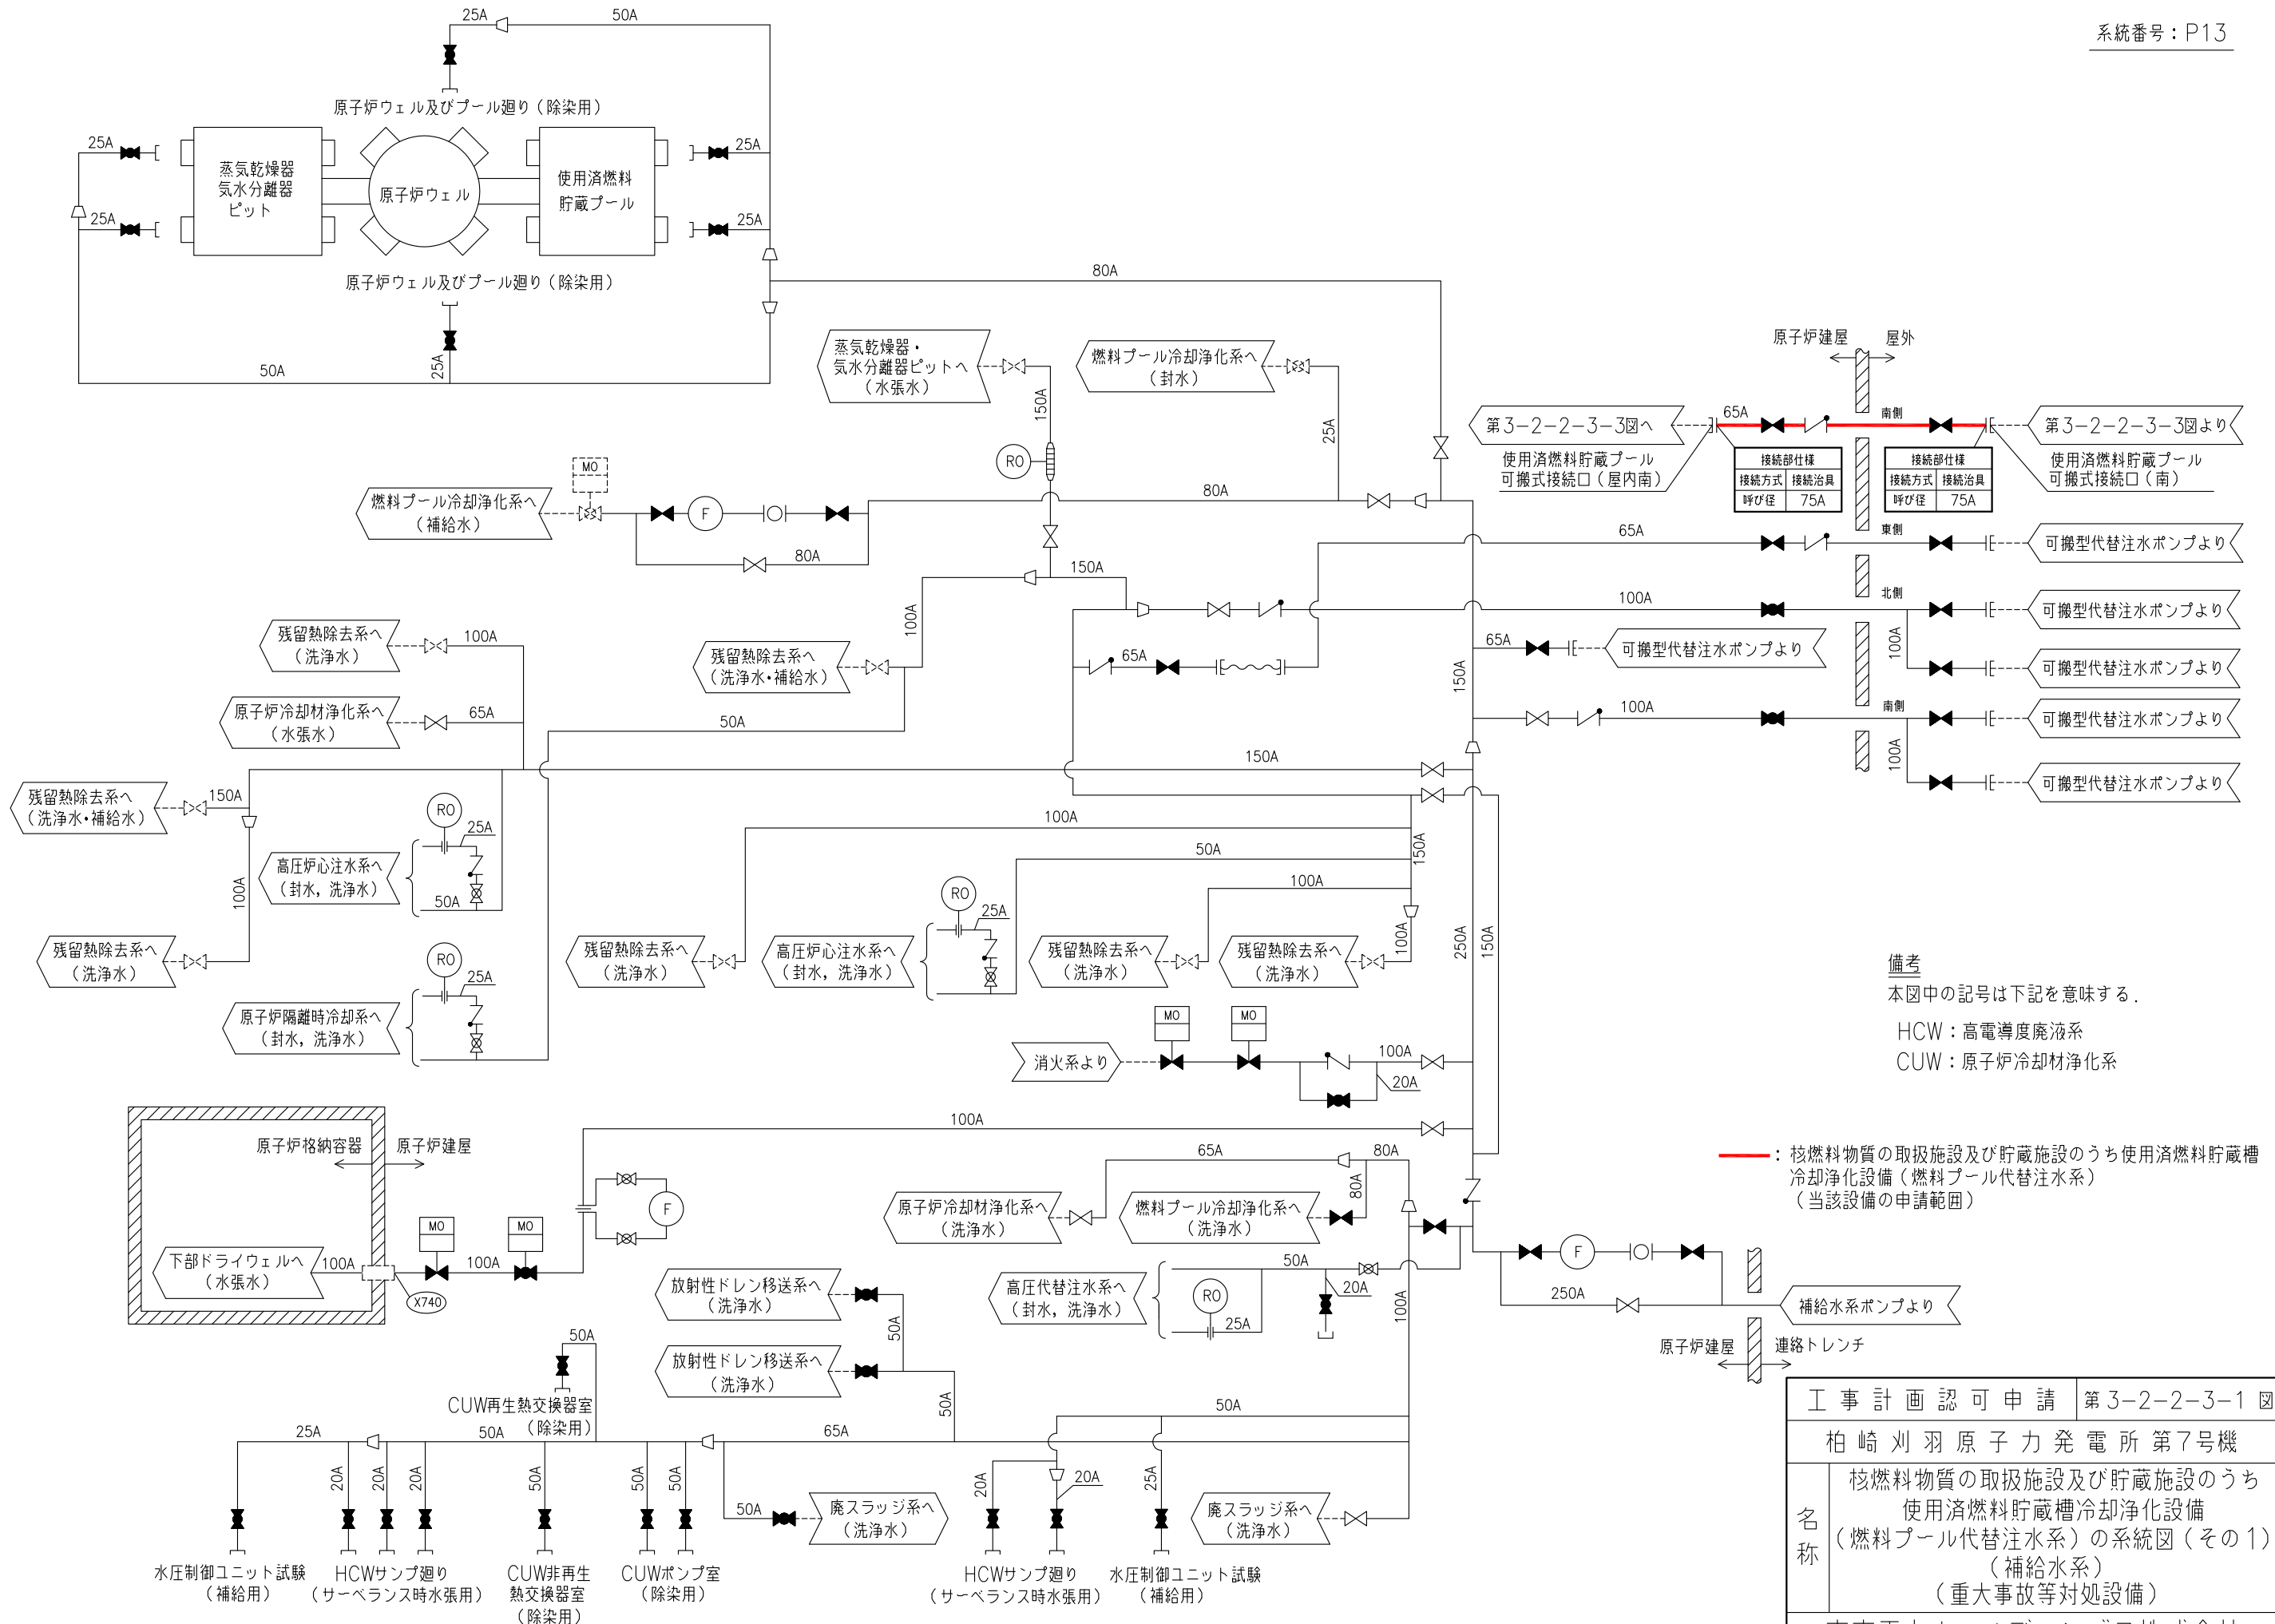 系統番号：P13
25A
50A
原子炉ウェル及びプール廻り（除染用）
25A
25A
蒸気乾燥器
気水分離器
ピット
原子炉ウェル
使用済燃料
貯蔵プール
25A
25A
原子炉ウェル及びプール廻り（除染用）
25A
50A
80A
蒸気乾燥器・
気水分離器ピットへ
（水張水）
150A
RO
燃料プール冷却浄化系へ
（封水）
25A
原子炉建屋
屋外
第3-2-2-3-3図へ
65A
南側
第3-2-2-3-3図より
使用済燃料貯蔵プール
可搬式接続口（屋内南）
接続部仕様
接続方式 接続治具
呼び径 75A
接続部仕様
接続方式 接続治具
呼び径 75A
使用済燃料貯蔵プール
可搬式接続口（南）
MO
燃料プール冷却浄化系へ
（補給水）
F
80A
80A
65A
東側
可搬型代替注水ポンプより
150A
100A
100A
北側
可搬型代替注水ポンプより
100A
可搬型代替注水ポンプより
65A
可搬型代替注水ポンプより
65A
150A
残留熱除去系へ
（洗浄水）
100A
残留熱除去系へ
（洗浄水・補給水）
原子炉冷却材浄化系へ
（水張水）
65A
50A
100A
南側
可搬型代替注水ポンプより
100A
可搬型代替注水ポンプより
150A
残留熱除去系へ
（洗浄水・補給水）
150A
100A
高圧炉心注水系へ
（封水，洗浄水）
RO
25A
50A
100A
150A
50A
100A
残留熱除去系へ
（洗浄水）
残留熱除去系へ
（洗浄水）
高圧炉心注水系へ
（封水，洗浄水）
RO
25A
残留熱除去系へ
（洗浄水）
残留熱除去系へ
（洗浄水）
100A
250A
150A
原子炉隔離時冷却系へ
（封水，洗浄水）
RO
25A
備考
本図中の記号は下記を意味する．
HCW：高電導度廃液系
CUW：原子炉冷却材浄化系
消火系より
MO
MO
100A
20A
100A
原子炉格納容器
原子炉建屋
下部ドライウェルへ
（水張水）
100A
X740
MO
100A
MO
F
65A
80A
80A
原子炉冷却材浄化系へ
（洗浄水）
燃料プール冷却浄化系へ
（洗浄水）
：核燃料物質の取扱施設及び貯蔵施設のうち使用済燃料貯蔵槽
冷却浄化設備（燃料プール代替注水系）
（当該設備の申請範囲）
高圧代替注水系へ
（封水，洗浄水）
50A
RO
25A
20A
100A
F
250A
補給水系ポンプより
原子炉建屋
連絡トレンチ
放射性ドレン移送系へ
（洗浄水）
50A
放射性ドレン移送系へ
（洗浄水）
50A
50A
CUW再生熱交換器室
（除染用）
25A
50A
65A
50A
20A
20A
20A
50A
50A
50A
50A
廃スラッジ系へ
（洗浄水）
20A
20A
25A
廃スラッジ系へ
（洗浄水）
水圧制御ユニット試験
（補給用）
HCWサンプ廻り
（サーベランス時水張用）
CUW非再生
熱交換器室
（除染用）
CUWポンプ室
（除染用）
HCWサンプ廻り
（サーベランス時水張用）
水圧制御ユニット試験
（補給用）
工事計画認可申請 第3-2-2-3-1図
柏崎刈羽原子力発電所第7号機
名称
核燃料物質の取扱施設及び貯蔵施設のうち
使用済燃料貯蔵槽冷却浄化設備
（燃料プール代替注水系）の系統図（その1）
（補給水系）
（重大事故等対処設備）